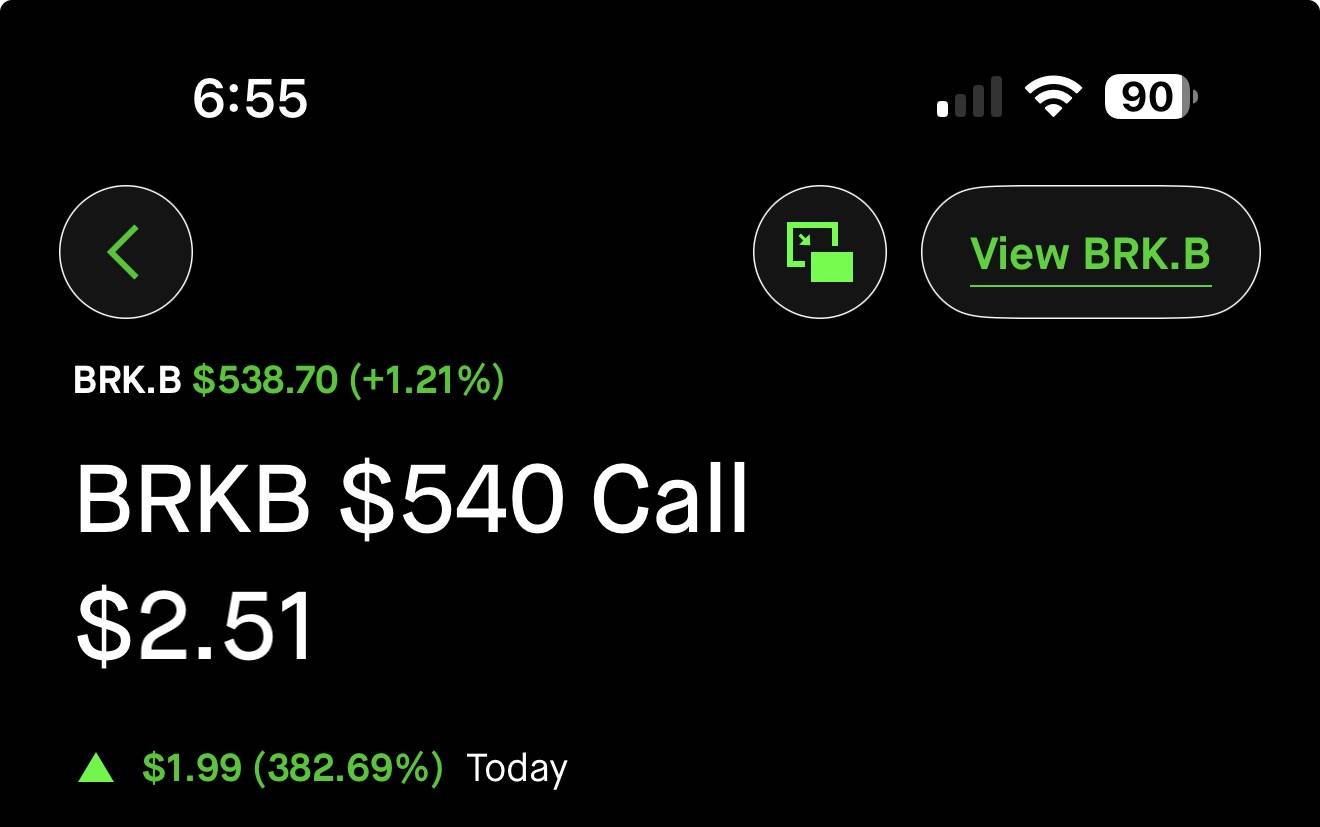 6:55
90
View BRK.B
BRK.B $538.70 (+1.21%)
BRKB $540 Call
$2.51
$1.99 (382.69%) Today